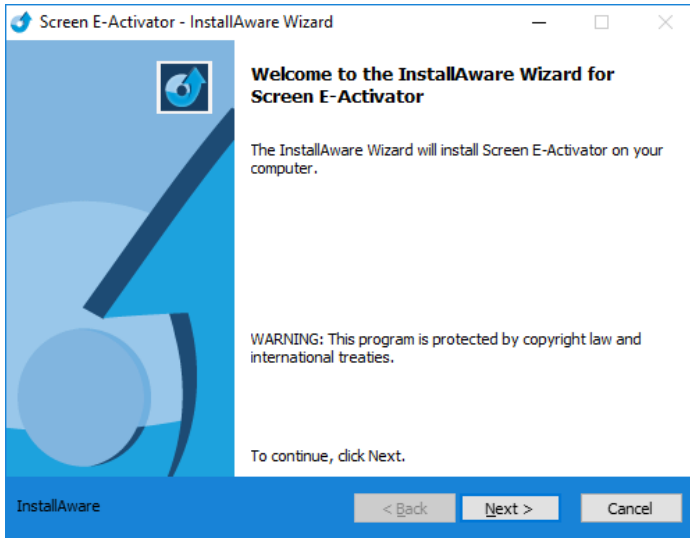 Screen E-Activator - InstallAware Wizard
Welcome to the InstallAware Wizard for
Screen E-Activator
The InstallAware Wizard will install Screen E-Activator on your
computer.
WARNING: This program is protected by copyright law and
international treaties.
To continue, click Next.
InstallAware
< Back
Next >
Cancel